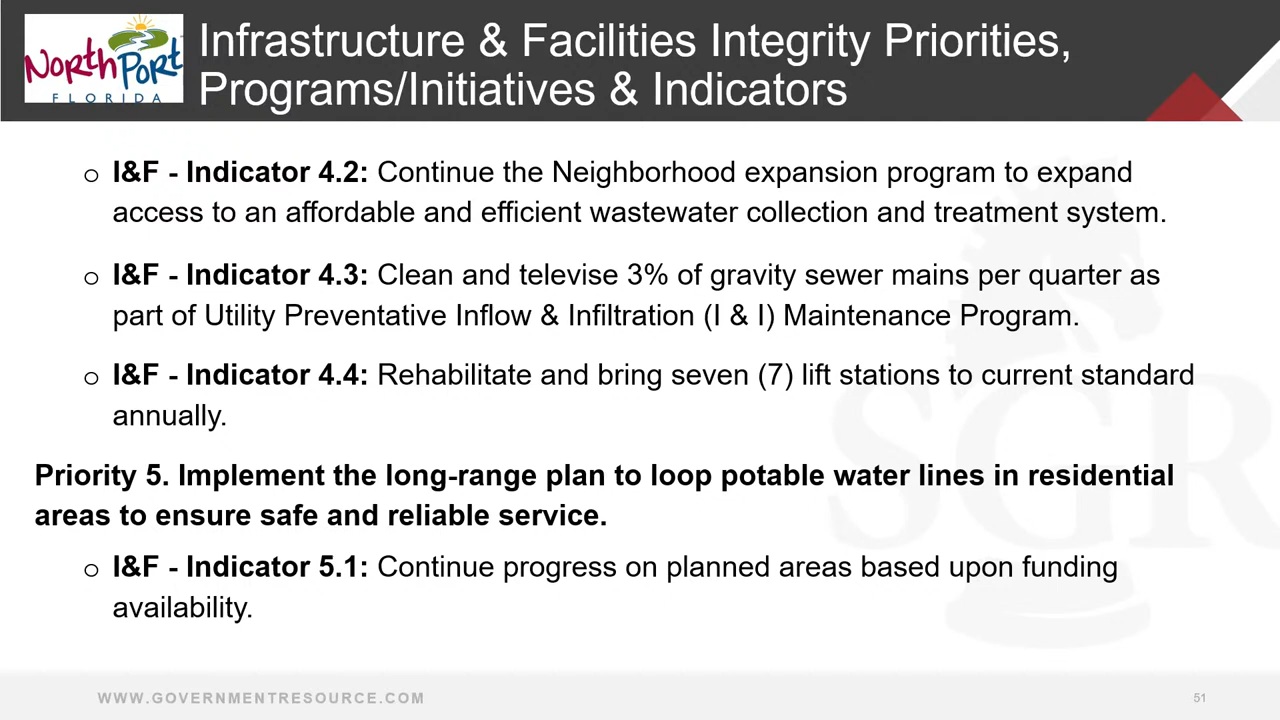 North Port
FLORIDA
Infrastructure & Facilities Integrity Priorities,
Programs/Initiatives & Indicators
o I&F - Indicator 4.2: Continue the Neighborhood expansion program to expand
access to an affordable and efficient wastewater collection and treatment system.
o I&F - Indicator 4.3: Clean and televise 3% of gravity sewer mains per quarter as
part of Utility Preventative Inflow & Infiltration (I & I) Maintenance Program.
o I&F - Indicator 4.4: Rehabilitate and bring seven (7) lift stations to current standard
annually.
Priority 5. Implement the long-range plan to loop potable water lines in residential
areas to ensure safe and reliable service.
o I&F - Indicator 5.1: Continue progress on planned areas based upon funding
availability.
SGR
WWW.GOVERNMENTRESOURCE.COM
51